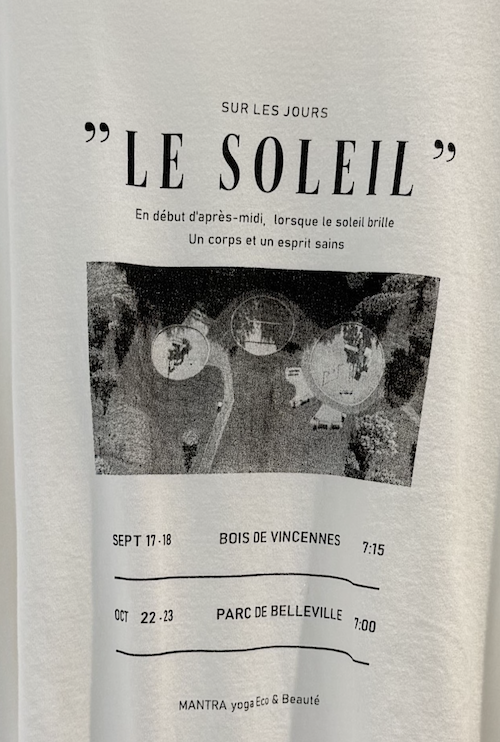 SUR LES JOURS
” LE SOLEIL ”
En début d'après-midi, lorsque le soleil brille
Un corps et un esprit sains
SEPT 17·18 BOIS DE VINCENNES 7:15
OCT 22·23 PARC DE BELLEVILLE 7:00
MANTRA yoga Eco & Beauté